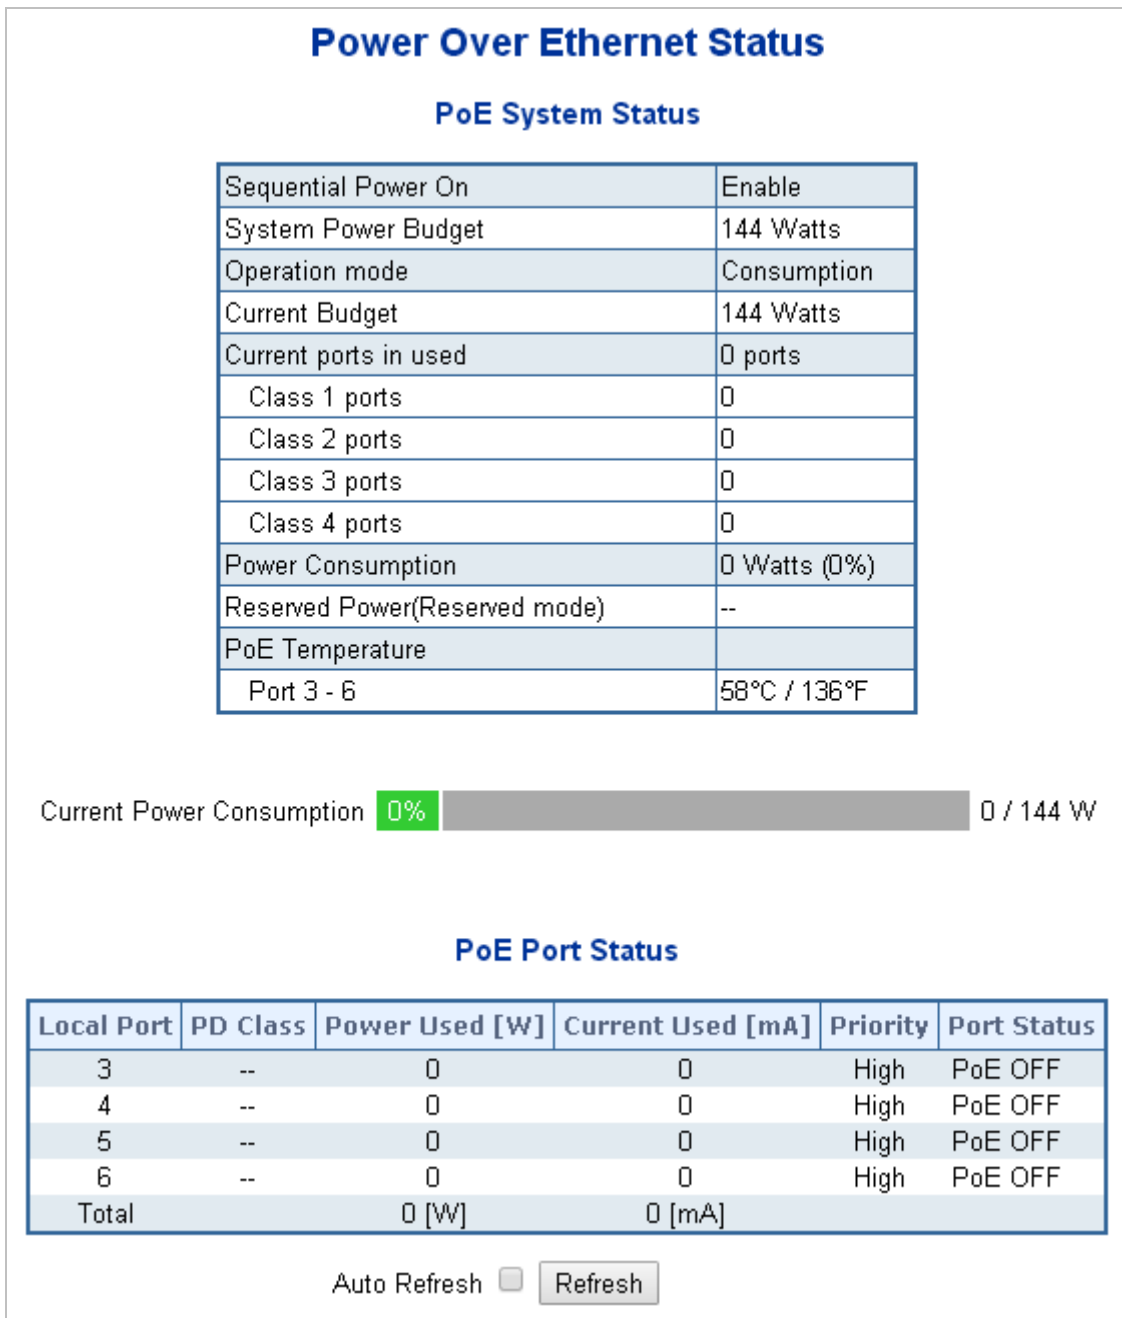 Power Over Ethernet Status
PoE System Status
Sequential Power On Enable
System Power Budget 144 Watts
Operation mode Consumption
Current Budget 144 Watts
Current ports in used 0 ports
Class 1 ports 0
Class 2 ports 0
Class 3 ports 0
Class 4 ports 0
Power Consumption 0 Watts (0%)
Reserved Power(Reserved mode) --
PoE Temperature
Port 3 - 6 58°C / 136°F
Current Power Consumption 0% 0 / 144 W
PoE Port Status
Local Port PD Class Power Used [W] Current Used [mA] Priority Port Status
3 -- 0 0 High PoE OFF
4 -- 0 0 High PoE OFF
5 -- 0 0 High PoE OFF
6 -- 0 0 High PoE OFF
Total 0 [W] 0 [mA]
Auto Refresh Refresh